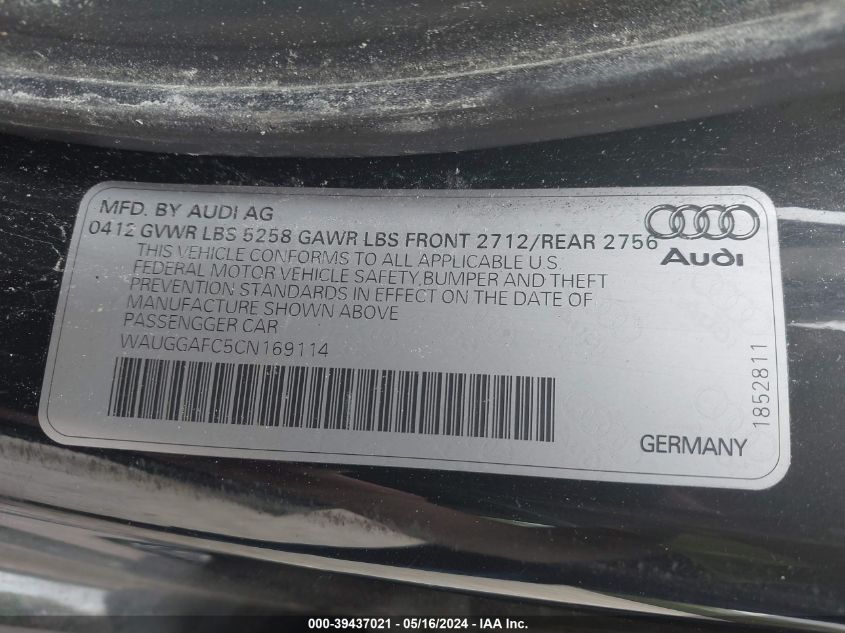 MFD. BY AUDI AG
0412 GVWR LBS 5258 GAWR LBS FRONT 2712/REAR 2756
Audi
THIS VEHICLE CONFORMS TO ALL APPLICABLE U.S.
FEDERAL MOTOR VEHICLE SAFETY,BUMPER AND THEFT
PREVENTION STANDARDS IN EFFECT ON THE DATE OF
MANUFACTURE SHOWN ABOVE
PASSENGGER CAR
WAUGGAFC5CN169114
1852811
GERMANY
000-39437021 - 05/16/2024 - IAA Inc.